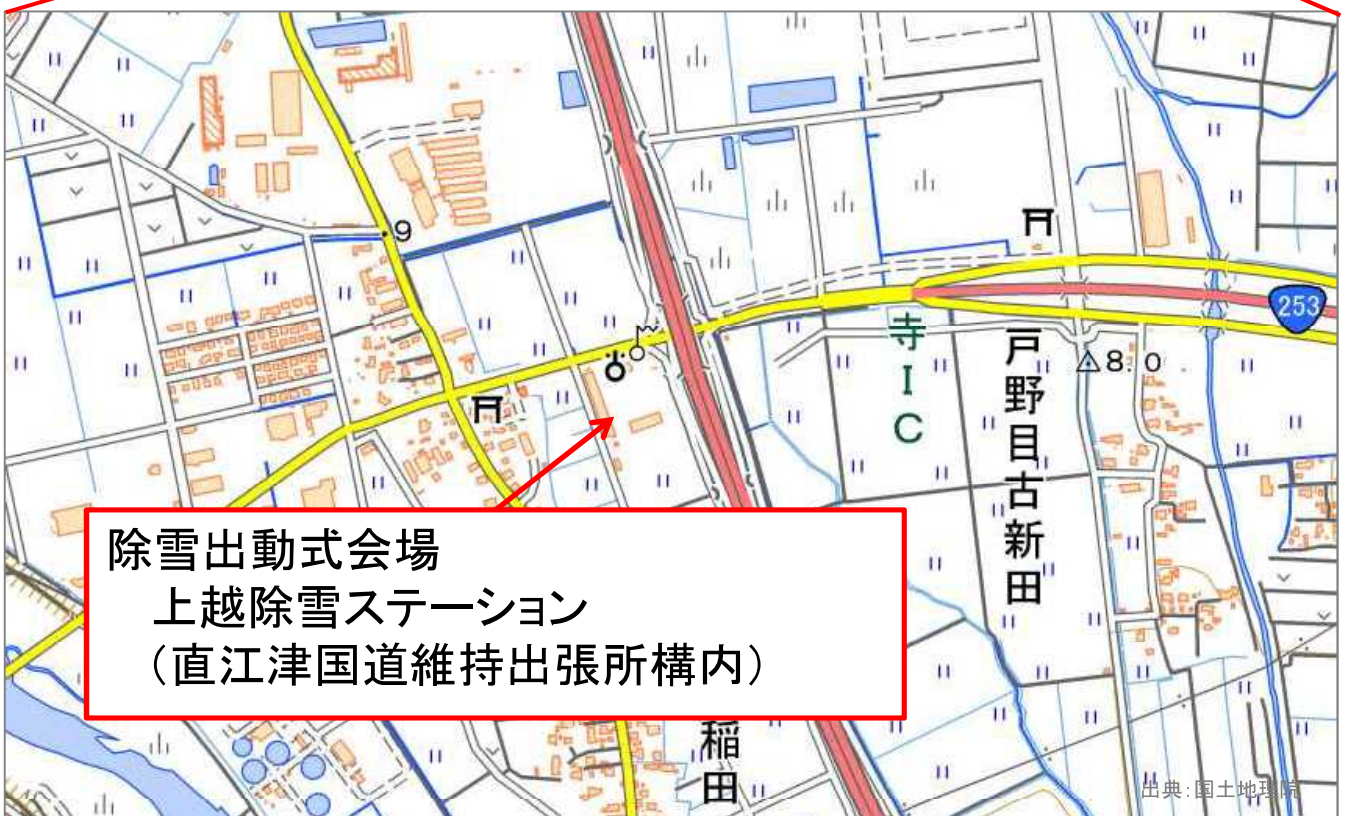 9
253
寺IC
戸野目古新田
8.0
除雪出動式会場
上越除雪ステーション
（直江津国道維持出張所構内）
稲田
出典：国土地理院